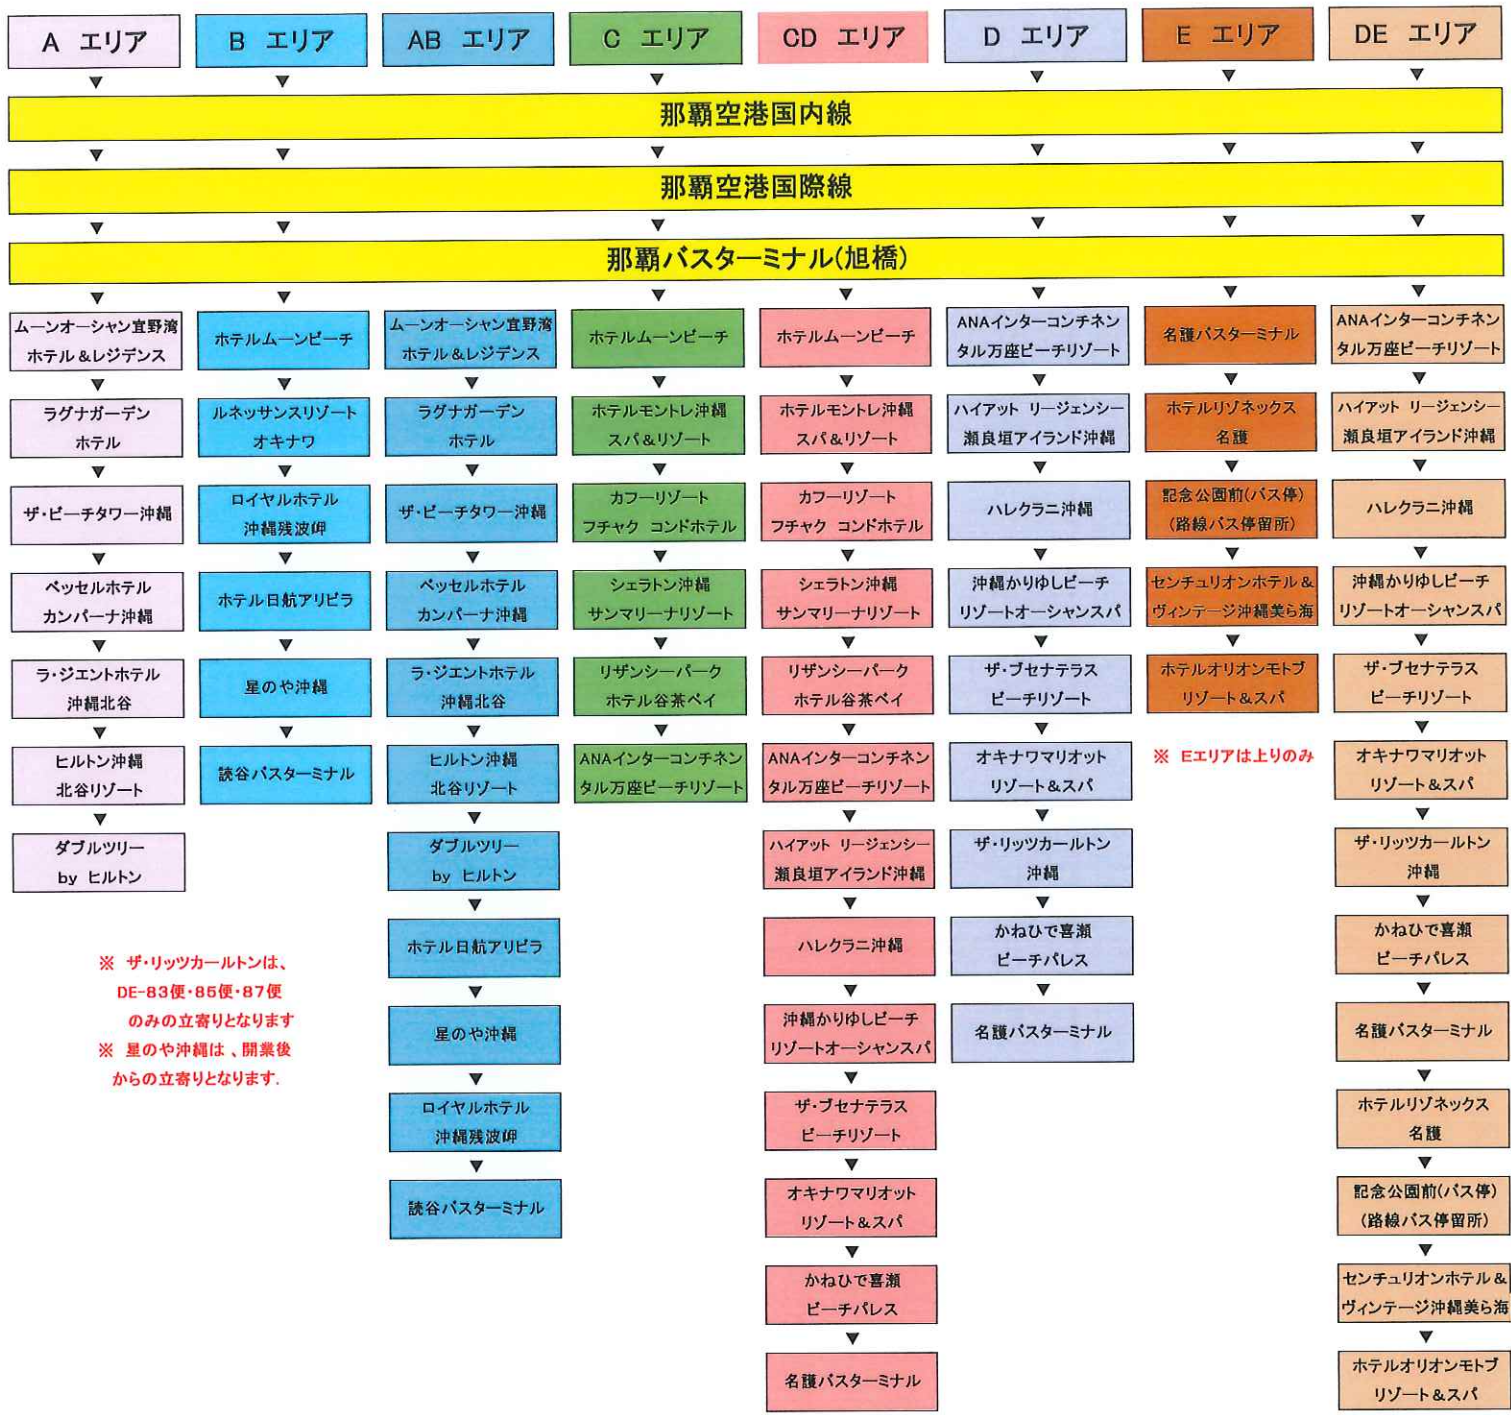 A エリア
B エリア
AB エリア
C エリア
CD エリア
D エリア
E エリア
DE エリア
那覇空港国内線
那覇空港国際線
那覇バスターミナル(旭橋)
ムーンオーシャン宜野湾
ホテル＆レジデンス
ラグナガーデン
ホテル
ザ・ビーチタワー沖縄
ベッセルホテル
カンパーナ沖縄
ラ・ジェントホテル
沖縄北谷
ヒルトン沖縄
北谷リゾート
ダブルツリー
by ヒルトン
※ ザ・リッツカールトンは、
DE-83便・85便・87便
のみの立寄りとなります
※ 星のや沖縄は、開業後
からの立寄りとなります.
ホテルムーンビーチ
ルネッサンスリゾート
オキナワ
ロイヤルホテル
沖縄残波岬
ホテル日航アリビラ
星のや沖縄
読谷バスターミナル
ムーンオーシャン宜野湾
ホテル＆レジデンス
ラグナガーデン
ホテル
ザ・ビーチタワー沖縄
ベッセルホテル
カンパーナ沖縄
ラ・ジェントホテル
沖縄北谷
ヒルトン沖縄
北谷リゾート
ダブルツリー
by ヒルトン
ホテル日航アリビラ
星のや沖縄
ロイヤルホテル
沖縄残波岬
読谷バスターミナル
ホテルムーンビーチ
ホテルモントレ沖縄
スパ＆リゾート
カフーリゾート
フチャク コンドホテル
シェラトン沖縄
サンマリーナリゾート
リザンシーパーク
ホテル谷茶ベイ
ANAインターコンチネン
タル万座ビーチリゾート
ホテルムーンビーチ
ホテルモントレ沖縄
スパ＆リゾート
カフーリゾート
フチャク コンドホテル
シェラトン沖縄
サンマリーナリゾート
リザンシーパーク
ホテル谷茶ベイ
ANAインターコンチネン
タル万座ビーチリゾート
ハイアット リージェンシー
瀬良垣アイランド沖縄
ハレクラニ沖縄
沖縄かりゆしビーチ
リゾートオーシャンスパ
ザ・ブセナテラス
ビーチリゾート
オキナワマリオット
リゾート＆スパ
かねひで喜瀬
ビーチパレス
名護バスターミナル
ANAインターコンチネン
タル万座ビーチリゾート
ハイアット リージェンシー
瀬良垣アイランド沖縄
ハレクラニ沖縄
沖縄かりゆしビーチ
リゾートオーシャンスパ
ザ・ブセナテラス
ビーチリゾート
オキナワマリオット
リゾート＆スパ
ザ・リッツカールトン
沖縄
かねひで喜瀬
ビーチパレス
名護バスターミナル
名護バスターミナル
ホテルリゾネックス
名護
記念公園前(バス停)
(路線バス停留所)
センチュリオンホテル＆
ヴィンテージ沖縄美ら海
ホテルオリオンモトブ
リゾート＆スパ
※ Eエリアは上りのみ
ANAインターコンチネン
タル万座ビーチリゾート
ハイアット リージェンシー
瀬良垣アイランド沖縄
ハレクラニ沖縄
沖縄かりゆしビーチ
リゾートオーシャンスパ
ザ・ブセナテラス
ビーチリゾート
オキナワマリオット
リゾート＆スパ
ザ・リッツカールトン
沖縄
かねひで喜瀬
ビーチパレス
名護バスターミナル
ホテルリゾネックス
名護
記念公園前(バス停)
(路線バス停留所)
センチュリオンホテル＆
ヴィンテージ沖縄美ら海
ホテルオリオンモトブ
リゾート＆スパ